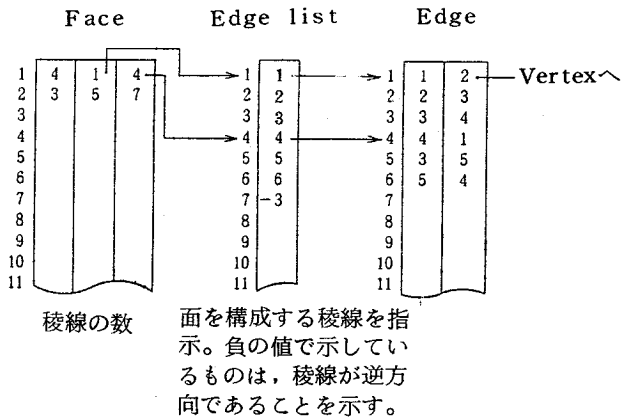 Face Edge list Edge
1 4 1 4 1 1 1 1 2 Vertexへ
2 3 5 7 2 2 2 2 3
3 3 3 3 3 4
4 4 4 4 4 1
5 5 5 5 3 5
6 6 6 6 5 4
7 7 -3 7
8 8 8
9 9 9
10 10 10
11 11 11
稜線の数
面を構成する稜線を指
示。負の値で示してい
るものは，稜線が逆方
向であることを示す。